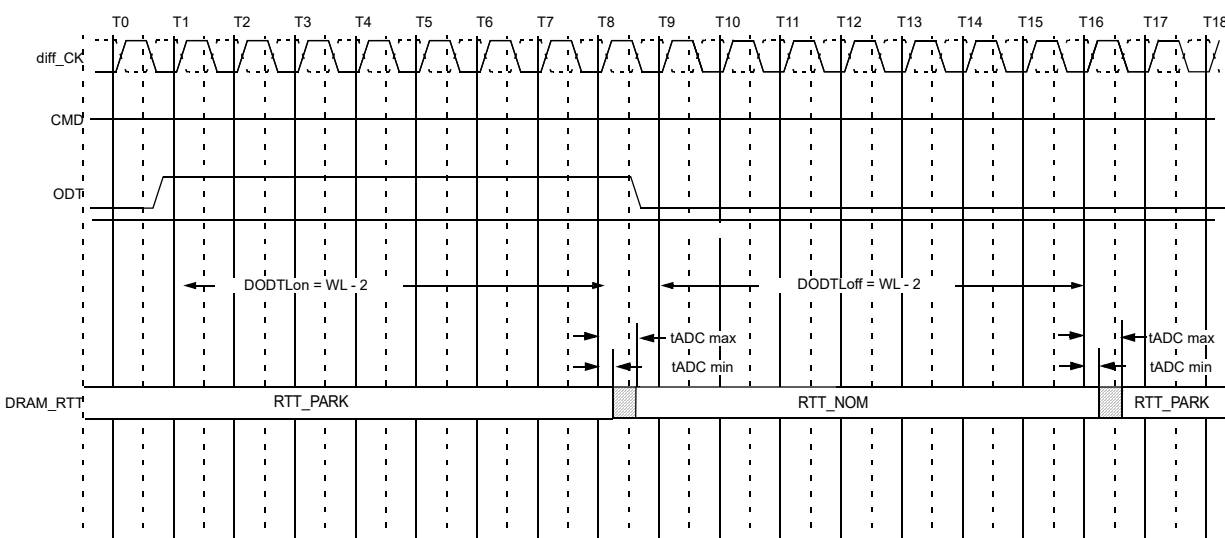 T0 T1 T2 T3 T4 T5 T6 T7 T8 T9 T10 T11 T12 T13 T14 T15 T16 T17 T18
diff_CK
CMD
ODT
DODTLon = WL - 2 DODTLoff = WL - 2
tADC max tADC max
tADC min tADC min
DRAM_RTT RTT_PARK RTT_NOM RTT_PARK